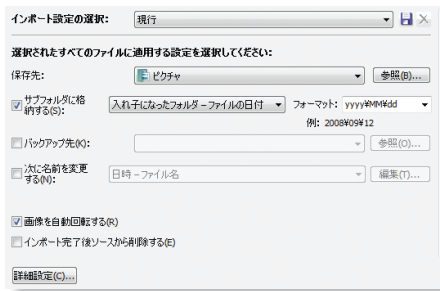 インポート設定の選択: 現行
選択されたすべてのファイルに適用する設定を選択してください:
保存先: ピクチャ 参照(B)...
サブフォルダに格
納する(S): 入れ子になったフォルダ – ファイルの日付 フォーマット: yyyy¥MM¥dd
例: 2008¥09¥12
バックアップ先(K): 参照(O)...
次に名前を変更
する(N): 日時 – ファイル名 編集(T)...
画像を自動回転する(R)
インポート完了後ソースから削除する(E)
詳細設定(C)...